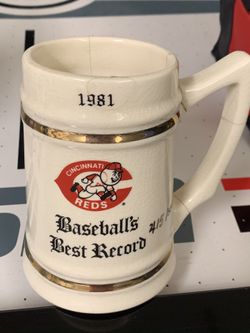 1981
CINCINNATI
REDS
Baseball's
Best Record